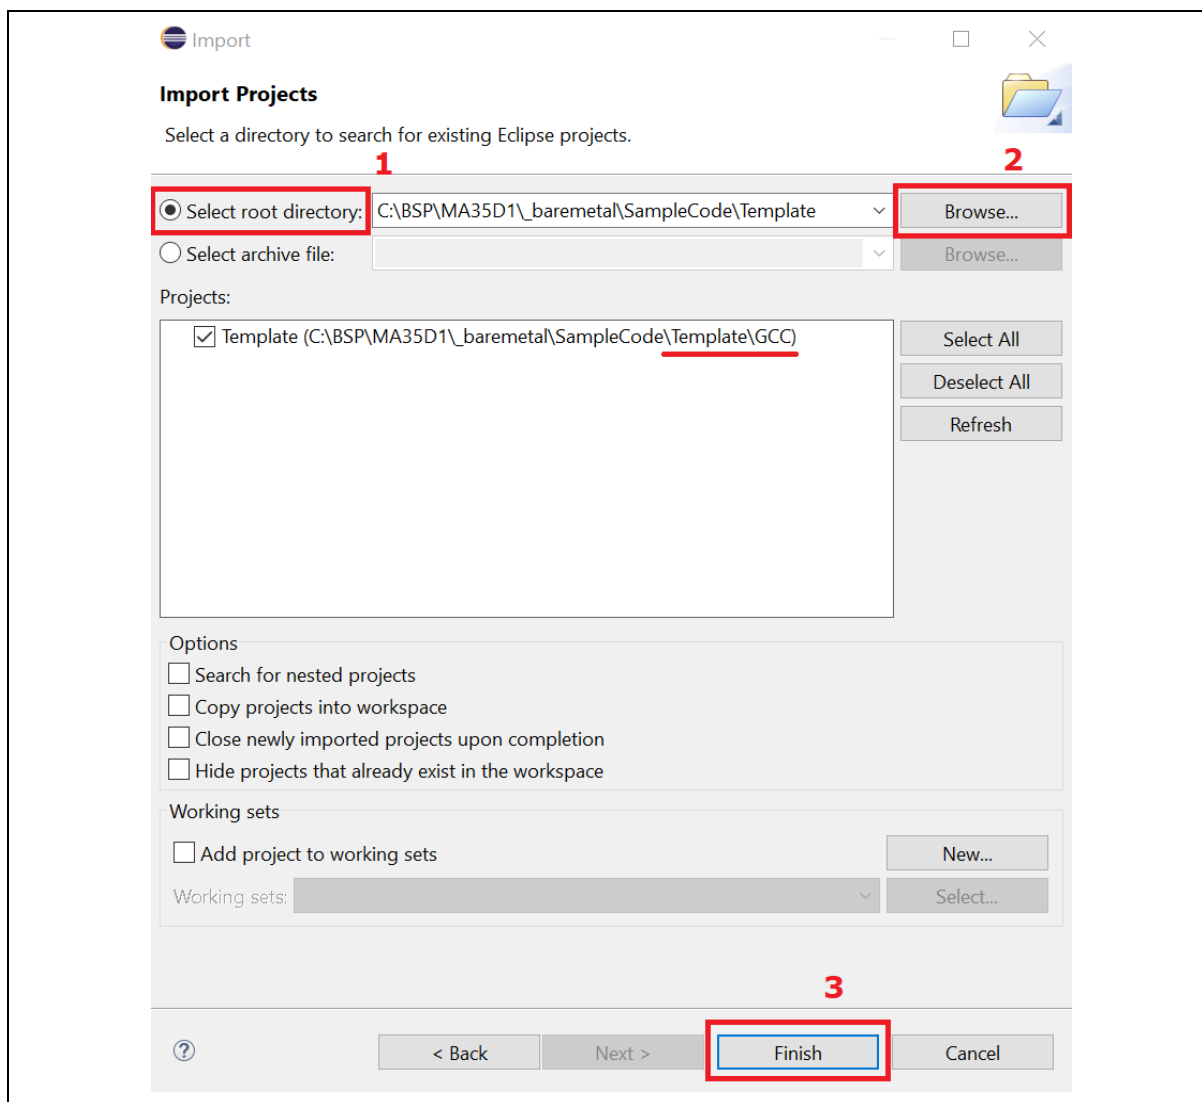 Import
Import Projects
Select a directory to search for existing Eclipse projects.
1
2
Select root directory: C:\BSP\MA35D1\_baremetal\SampleCode\Template Browse...
Select archive file: Browse...
Projects:
Template (C:\BSP\MA35D1\_baremetal\SampleCode\Template\GCC)
Select All
Deselect All
Refresh
Options
Search for nested projects
Copy projects into workspace
Close newly imported projects upon completion
Hide projects that already exist in the workspace
Working sets
Add project to working sets New...
Working sets: Select...
3
? < Back Next > Finish Cancel